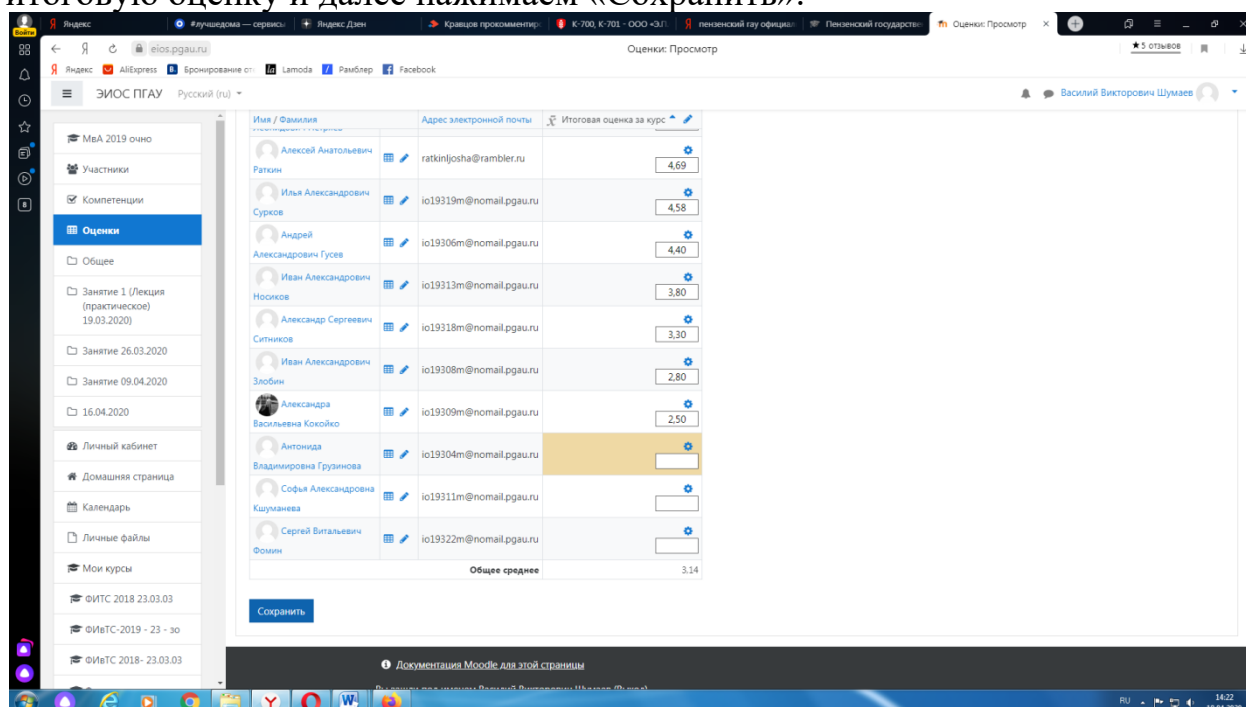 итоговую оценку и далее нажимаем «Сохранить».
Войти
Яндекс
#лучшедома — сервисы
Яндекс Дзен
Кравцов прокомментиро
К-700, К-701 - ООО «ЗЛ
пензенский гау официал
Пензенский государстве
Оценки: Просмотр
eios.pgau.ru
Оценки: Просмотр
★ 5 отзывов
Яндекс
AliExpress
Бронирование от
Lamoda
Рамблер
Facebook
ЭИОС ПГАУ
Русский (ru)
Василий Викторович Шумаев
МвА 2019 очно
Участники
Компетенции
Оценки
Общее
Занятие 1 (Лекция
(практическое)
19.03.2020)
Занятие 26.03.2020
Занятие 09.04.2020
16.04.2020
Личный кабинет
Домашняя страница
Календарь
Личные файлы
Мои курсы
ФИТС 2018 23.03.03
ФИвТС-2019 - 23 - зо
ФИвТС 2018- 23.03.03
Имя / Фамилия
Адрес электронной почты
Итоговая оценка за курс
Алексей Анатольевич
Раткин
ratkinljosha@rambler.ru
4,69
Илья Александрович
Сурков
io19319m@nomail.pgau.ru
4,58
Андрей
Александрович Гусев
io19306m@nomail.pgau.ru
4,40
Иван Александрович
Носиков
io19313m@nomail.pgau.ru
3,80
Александр Сергеевич
Ситников
io19318m@nomail.pgau.ru
3,30
Иван Александрович
Злобин
io19308m@nomail.pgau.ru
2,80
Александра
Васильевна Кокойко
io19309m@nomail.pgau.ru
2,50
Антонида
Владимировна Грузинова
io19304m@nomail.pgau.ru
Софья Александровна
Кшуманева
io19311m@nomail.pgau.ru
Сергей Витальевич
Фомин
io19322m@nomail.pgau.ru
Общее среднее
3,14
Сохранить
Документация Moodle для этой страницы
RU
14:22